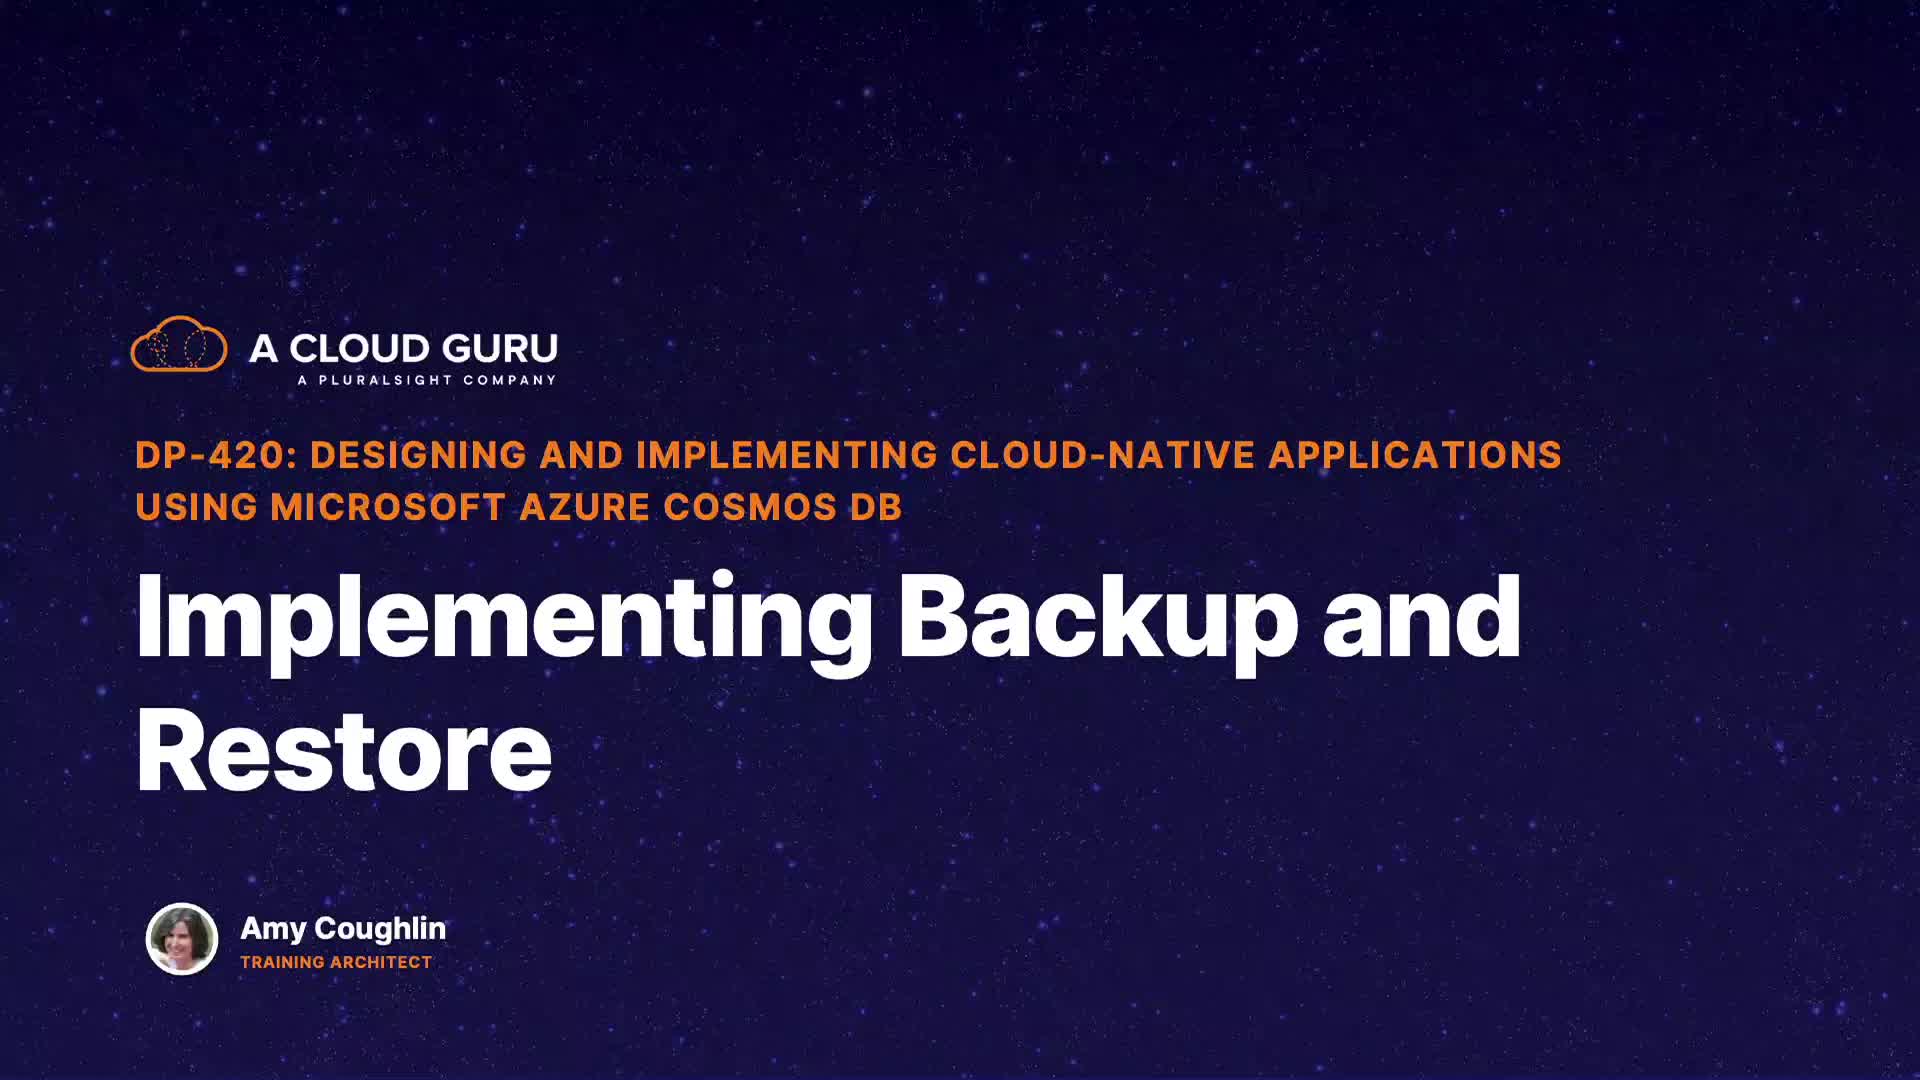 A CLOUD GURU
A PLURALSIGHT COMPANY
DP-420: DESIGNING AND IMPLEMENTING CLOUD-NATIVE APPLICATIONS
USING MICROSOFT AZURE COSMOS DB
Implementing Backup and
Restore
Amy Coughlin
TRAINING ARCHITECT